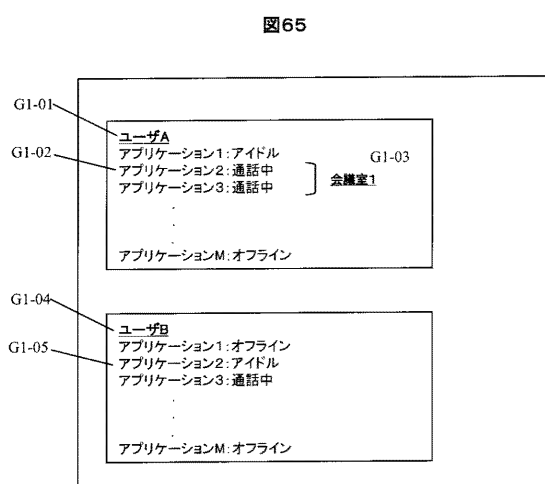 図65
G1-01
ユーザA
アプリケーション1:アイドル
G1-02
アプリケーション2:通話中
G1-03
アプリケーション3:通話中
会議室1
.
.
.
アプリケーションM:オフライン
G1-04
ユーザB
アプリケーション1:オフライン
G1-05
アプリケーション2:アイドル
アプリケーション3:通話中
.
.
.
アプリケーションM:オフライン